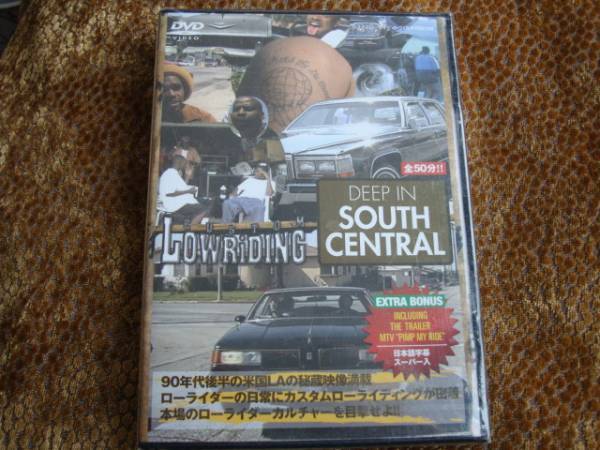 DVD
VIDEO
全50分!!
DEEP IN
SOUTH
CENTRAL
CUSTOM
LOWRiDiNG
EXTRA BONUS
INCLUDING
THE TRAILER
MTV "PIMP MY RIDE"
日本語字幕
スーパー入
90年代後半の米国LAの秘蔵映像満載
ローライダーの日常にカスタムローライディングが密着
本場のローライダーカルチャーを目撃せよ!!